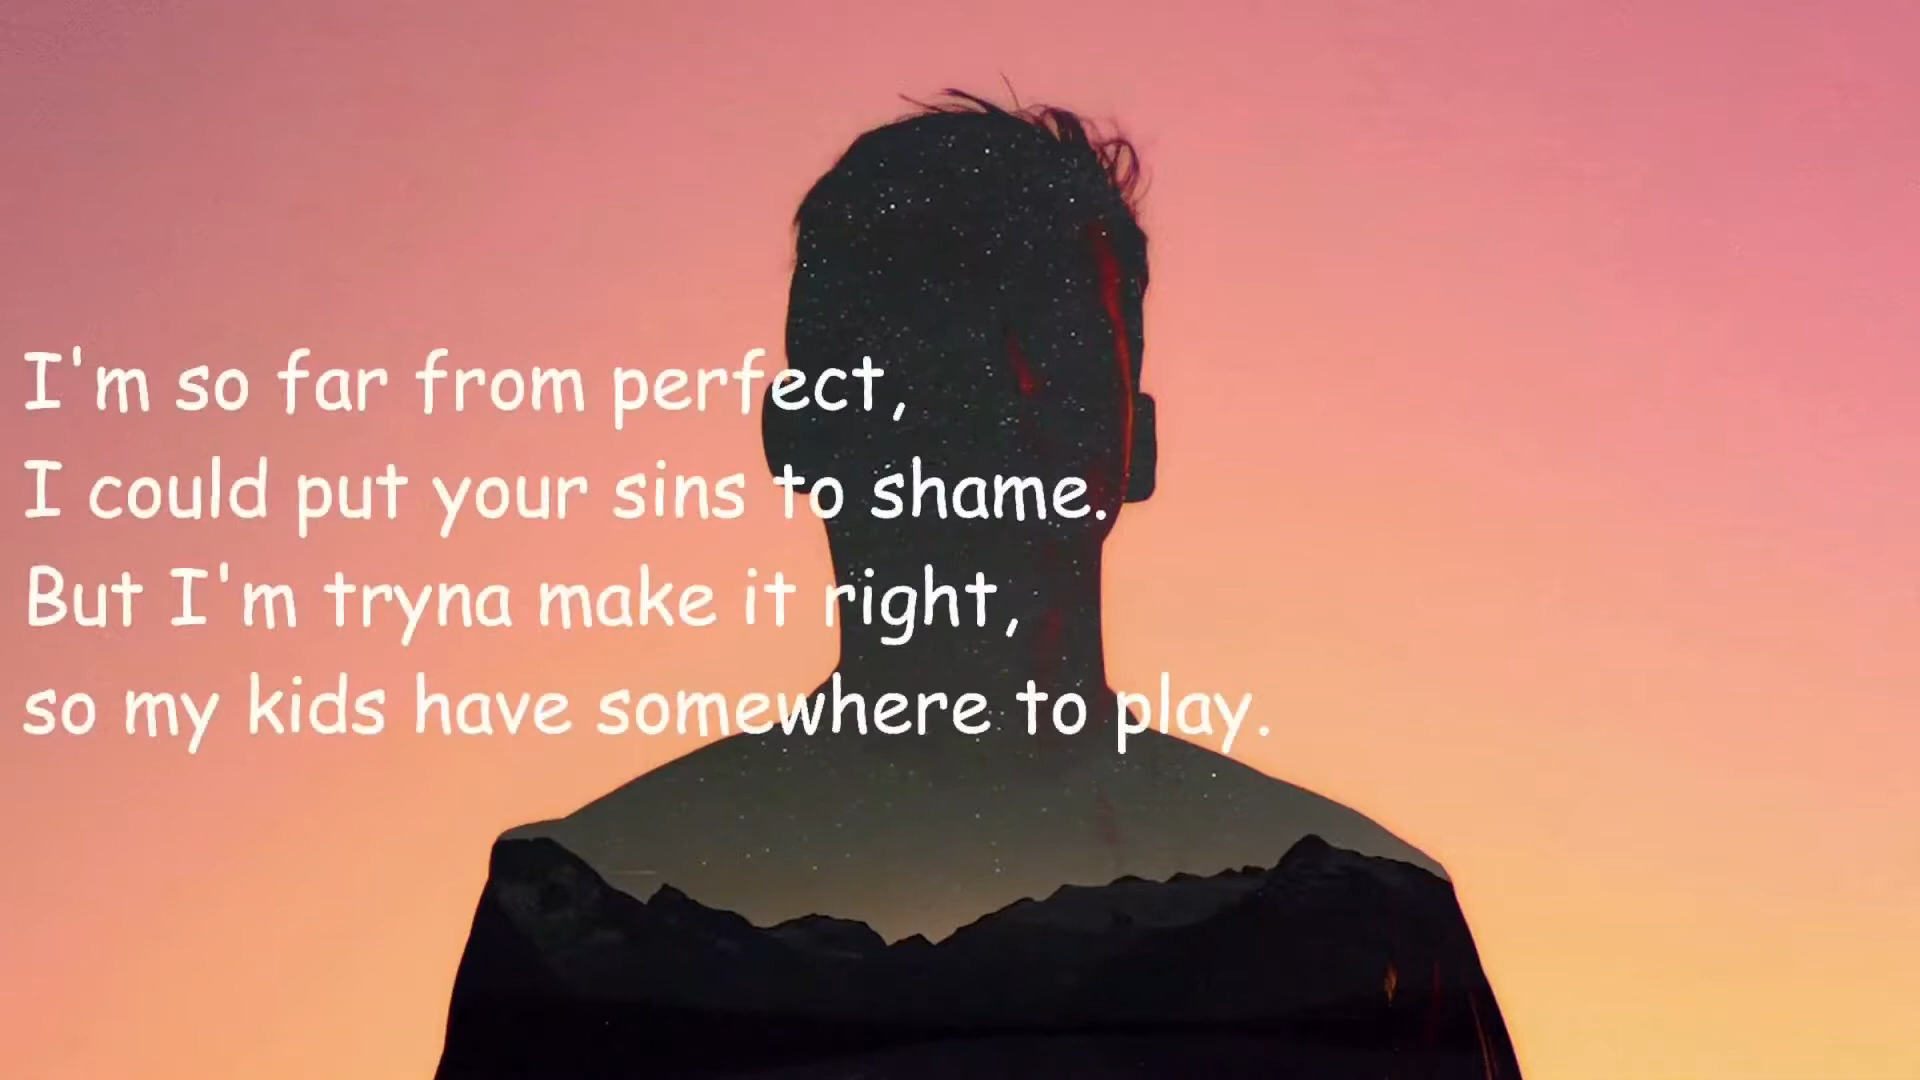 I'm so far from perfect,
I could put your sins to shame.
But I'm tryna make it right,
so my kids have somewhere to play.